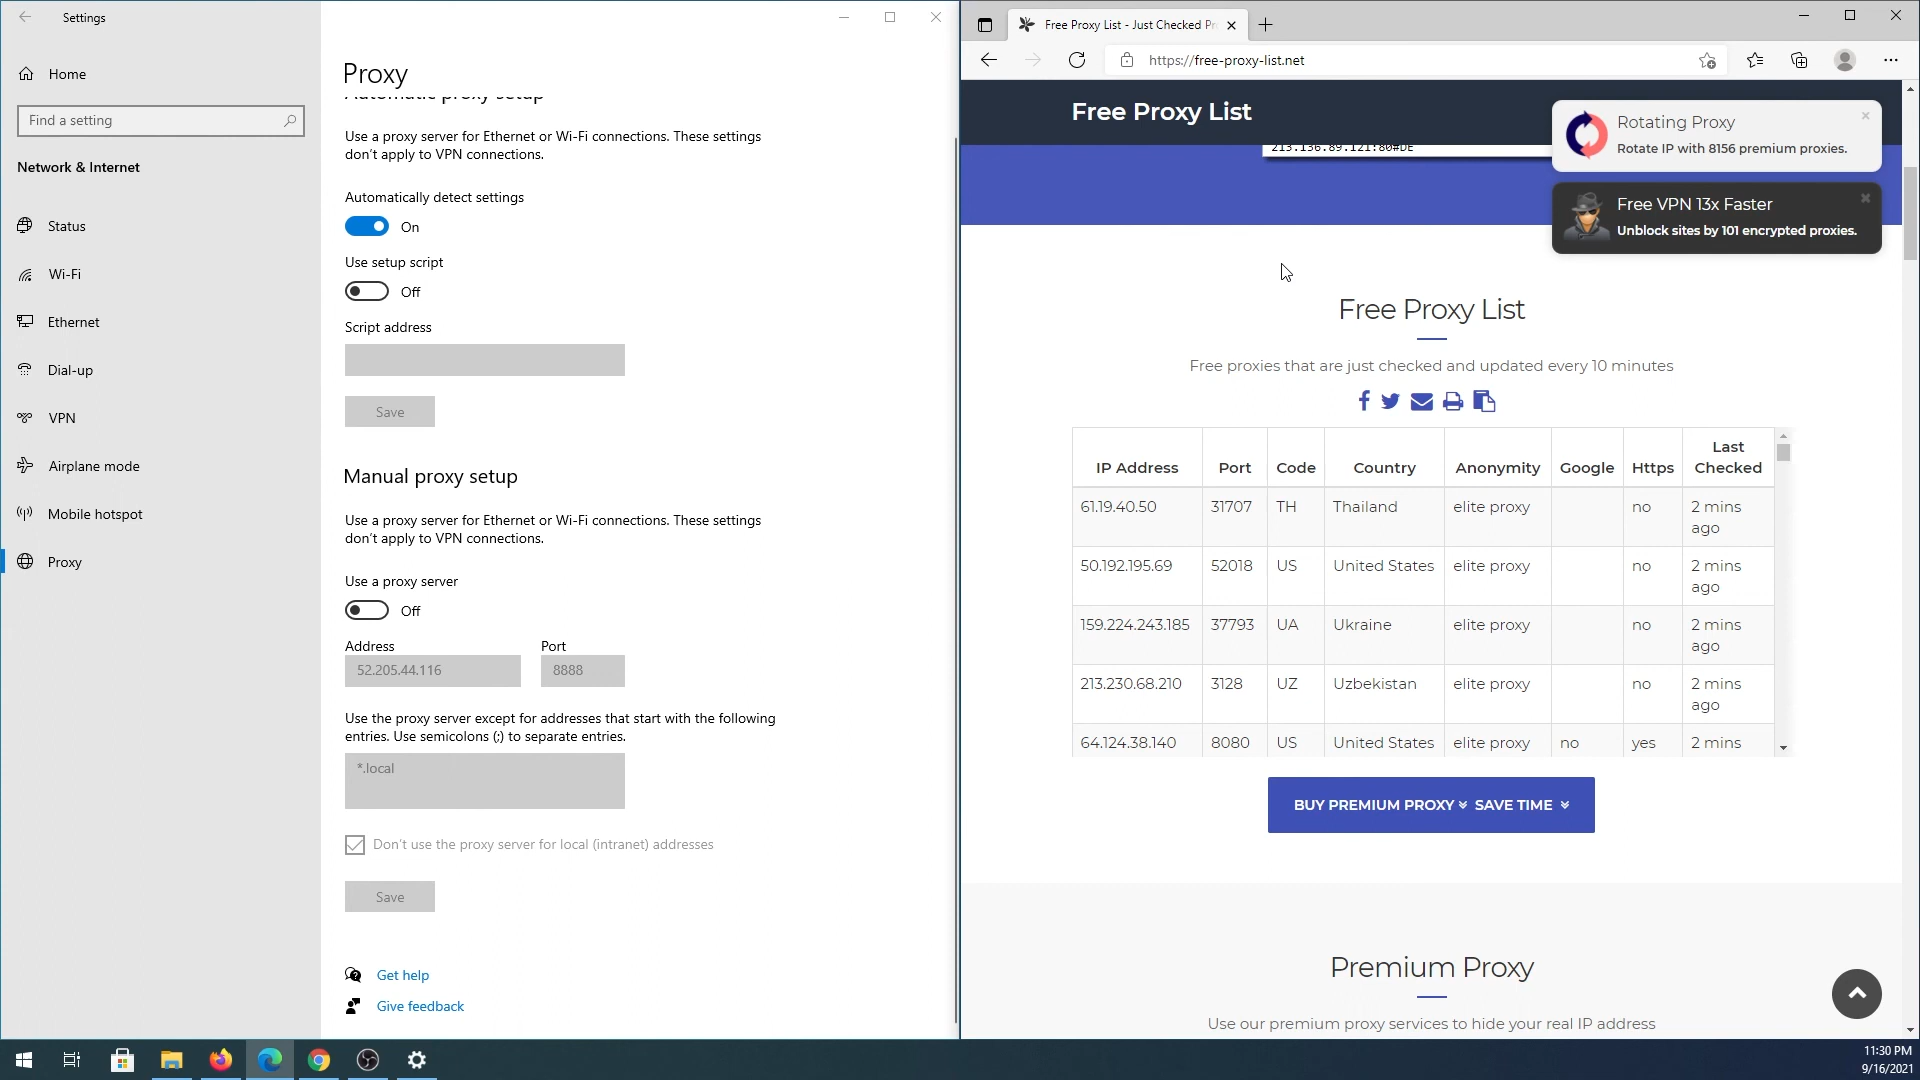 Settings
Home
Find a setting
Network & Internet
Status
Wi-Fi
Ethernet
Dial-up
VPN
Airplane mode
Mobile hotspot
Proxy
Proxy
Automatic proxy setup
Use a proxy server for Ethernet or Wi-Fi connections. These settings
don't apply to VPN connections.
Automatically detect settings
On
Use setup script
Off
Script address
Save
Manual proxy setup
Use a proxy server for Ethernet or Wi-Fi connections. These settings
don't apply to VPN connections.
Use a proxy server
Off
Address Port
52.205.44.116 8888
Use the proxy server except for addresses that start with the following
entries. Use semicolons (;) to separate entries.
*.local
Don't use the proxy server for local (intranet) addresses
Save
Get help
Give feedback
Free Proxy List - Just Checked Pr
https://free-proxy-list.net
Free Proxy List
213.136.89.121:80#DE
Rotating Proxy
Rotate IP with 8156 premium proxies.
Free VPN 13x Faster
Unblock sites by 101 encrypted proxies.
Free Proxy List
Free proxies that are just checked and updated every 10 minutes
IP Address Port Code Country Anonymity Google Https Last Checked
61.19.40.50 31707 TH Thailand elite proxy no 2 mins ago
50.192.195.69 52018 US United States elite proxy no 2 mins ago
159.224.243.185 37793 UA Ukraine elite proxy no 2 mins ago
213.230.68.210 3128 UZ Uzbekistan elite proxy no 2 mins ago
64.124.38.140 8080 US United States elite proxy no yes 2 mins
BUY PREMIUM PROXY SAVE TIME
Premium Proxy
Use our premium proxy services to hide your real IP address
11:30 PM
9/16/2021